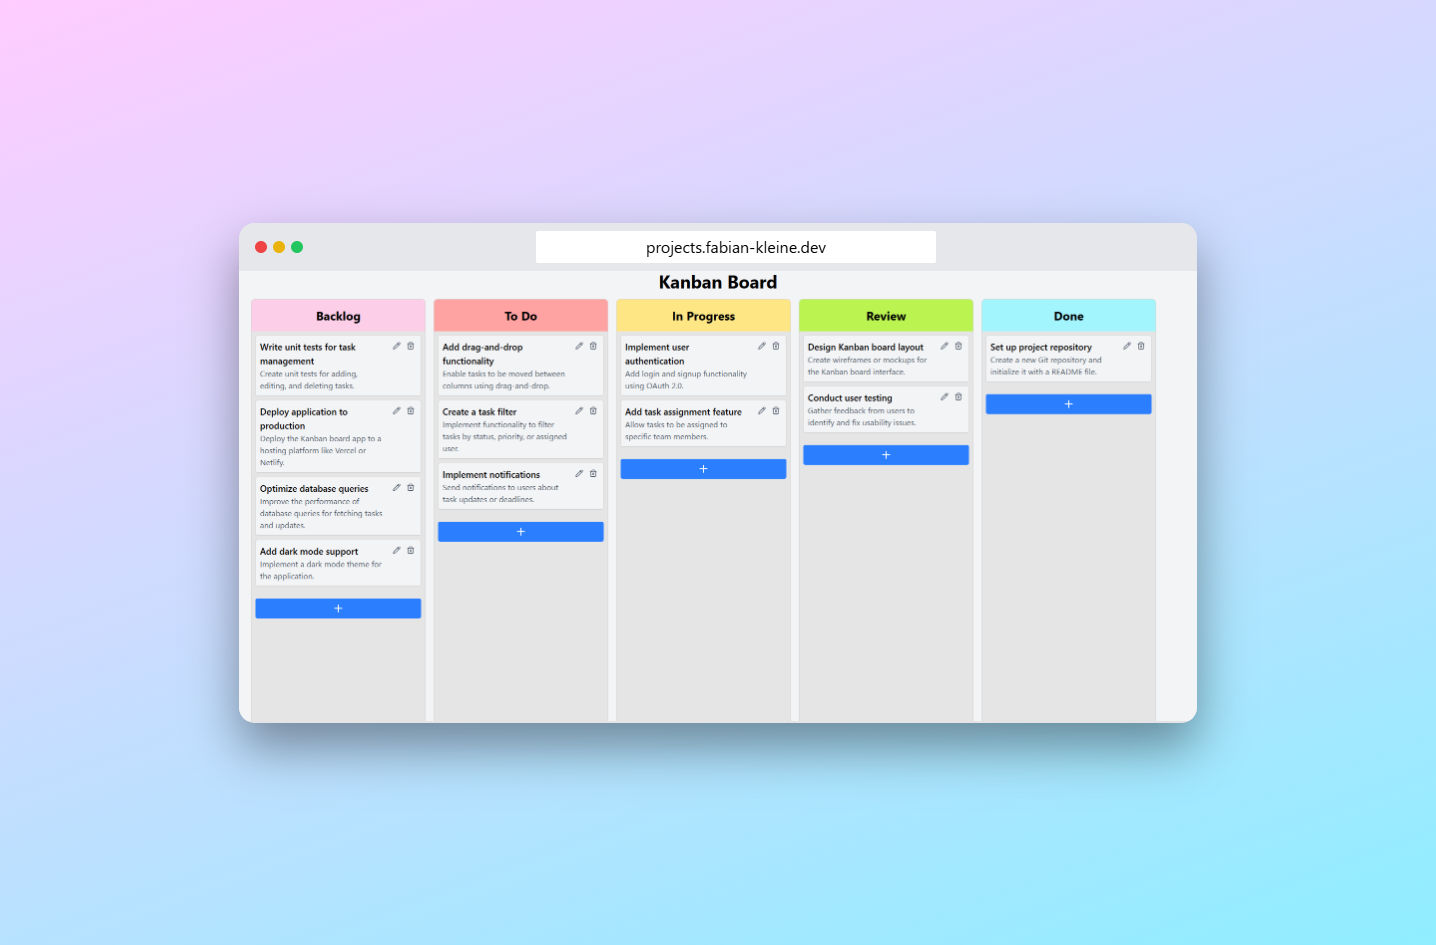 projects.fabian-kleine.dev
Kanban Board
Backlog
Write unit tests for task
management
Create unit tests for adding,
editing, and deleting tasks.
Deploy application to
production
Deploy the Kanban board app to a
hosting platform like Vercel or
Netlify.
Optimize database queries
Improve the performance of
database queries for fetching tasks
and updates.
Add dark mode support
Implement a dark mode theme for
the application.
+
To Do
Add drag-and-drop
functionality
Enable tasks to be moved between
columns using drag-and-drop.
Create a task filter
Implement functionality to filter
tasks by status, priority, or assigned
user.
Implement notifications
Send notifications to users about
task updates or deadlines.
+
In Progress
Implement user
authentication
Add login and signup functionality
using OAuth 2.0.
Add task assignment feature
Allow tasks to be assigned to
specific team members.
+
Review
Design Kanban board layout
Create wireframes or mockups for
the Kanban board interface.
Conduct user testing
Gather feedback from users to
identify and fix usability issues.
+
Done
Set up project repository
Create a new Git repository and
initialize it with a README file.
+